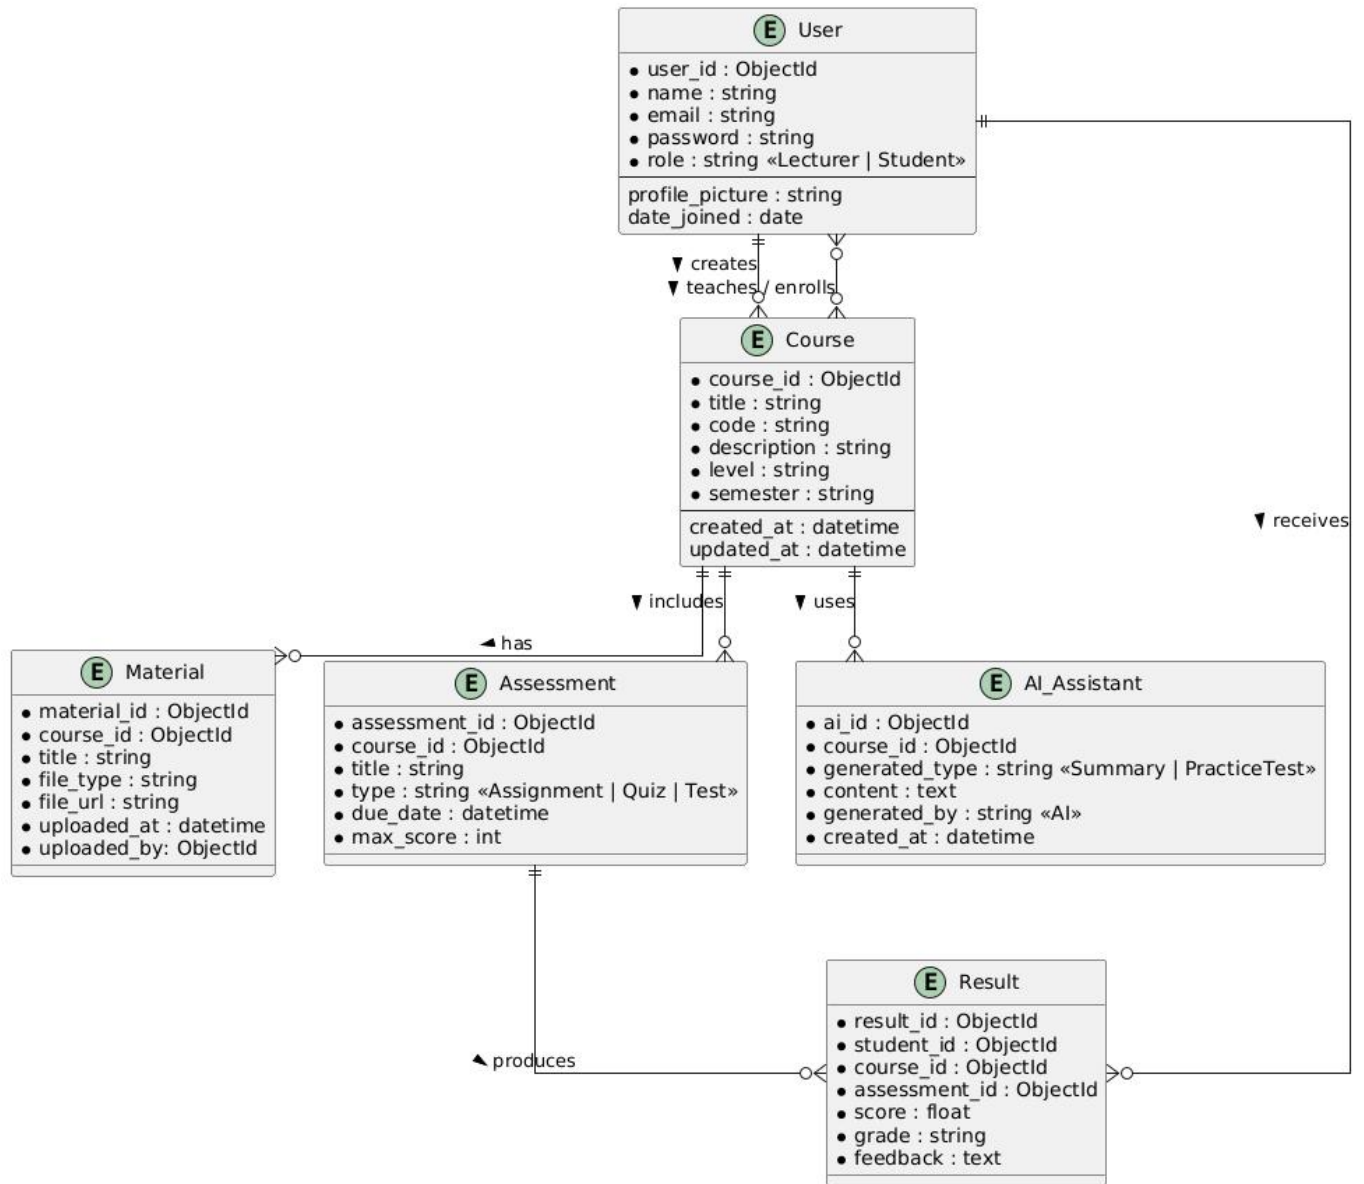 E User
user_id : ObjectId
name : string
email : string
password : string
role : string «Lecturer | Student»
profile_picture : string
date_joined : date
creates
teaches / enrolls
E Course
course_id : ObjectId
title : string
code : string
description : string
level : string
semester : string
created_at : datetime
updated_at : datetime
receives
includes
uses
has
E Material
material_id : ObjectId
course_id : ObjectId
title : string
file_type : string
file_url : string
uploaded_at : datetime
uploaded_by: ObjectId
E Assessment
assessment_id : ObjectId
course_id : ObjectId
title : string
type : string «Assignment | Quiz | Test»
due_date : datetime
max_score : int
E AI_Assistant
ai_id : ObjectId
course_id : ObjectId
generated_type : string «Summary | PracticeTest»
content : text
generated_by : string «AI»
created_at : datetime
produces
E Result
result_id : ObjectId
student_id : ObjectId
course_id : ObjectId
assessment_id : ObjectId
score : float
grade : string
feedback : text